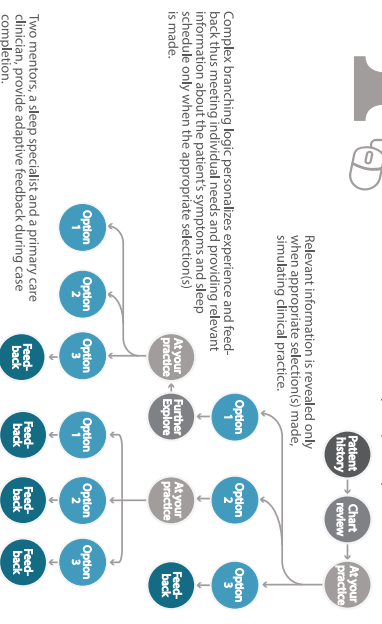 Patient
history
Chart
review
At your
practice
Relevant information is revealed only
when appropriate selection(s) made,
simulating clinical practice.
Option
1
Option
2
Option
3
Complex branching logic personalizes experience and feed-
back thus meeting individual needs and providing relevant
information about the patient's symptoms and sleep
schedule only when the appropriate selection(s)
is made.
At your
practice
Further
Explore
At your
practice
Feed-
back
Option
1
Option
2
Option
3
Option
1
Option
2
Option
3
Two mentors, a sleep specialist and a primary care
clinician, provide adaptive feedback during case
completion.
Feed-
back
Feed-
back
Feed-
back
Feed-
back